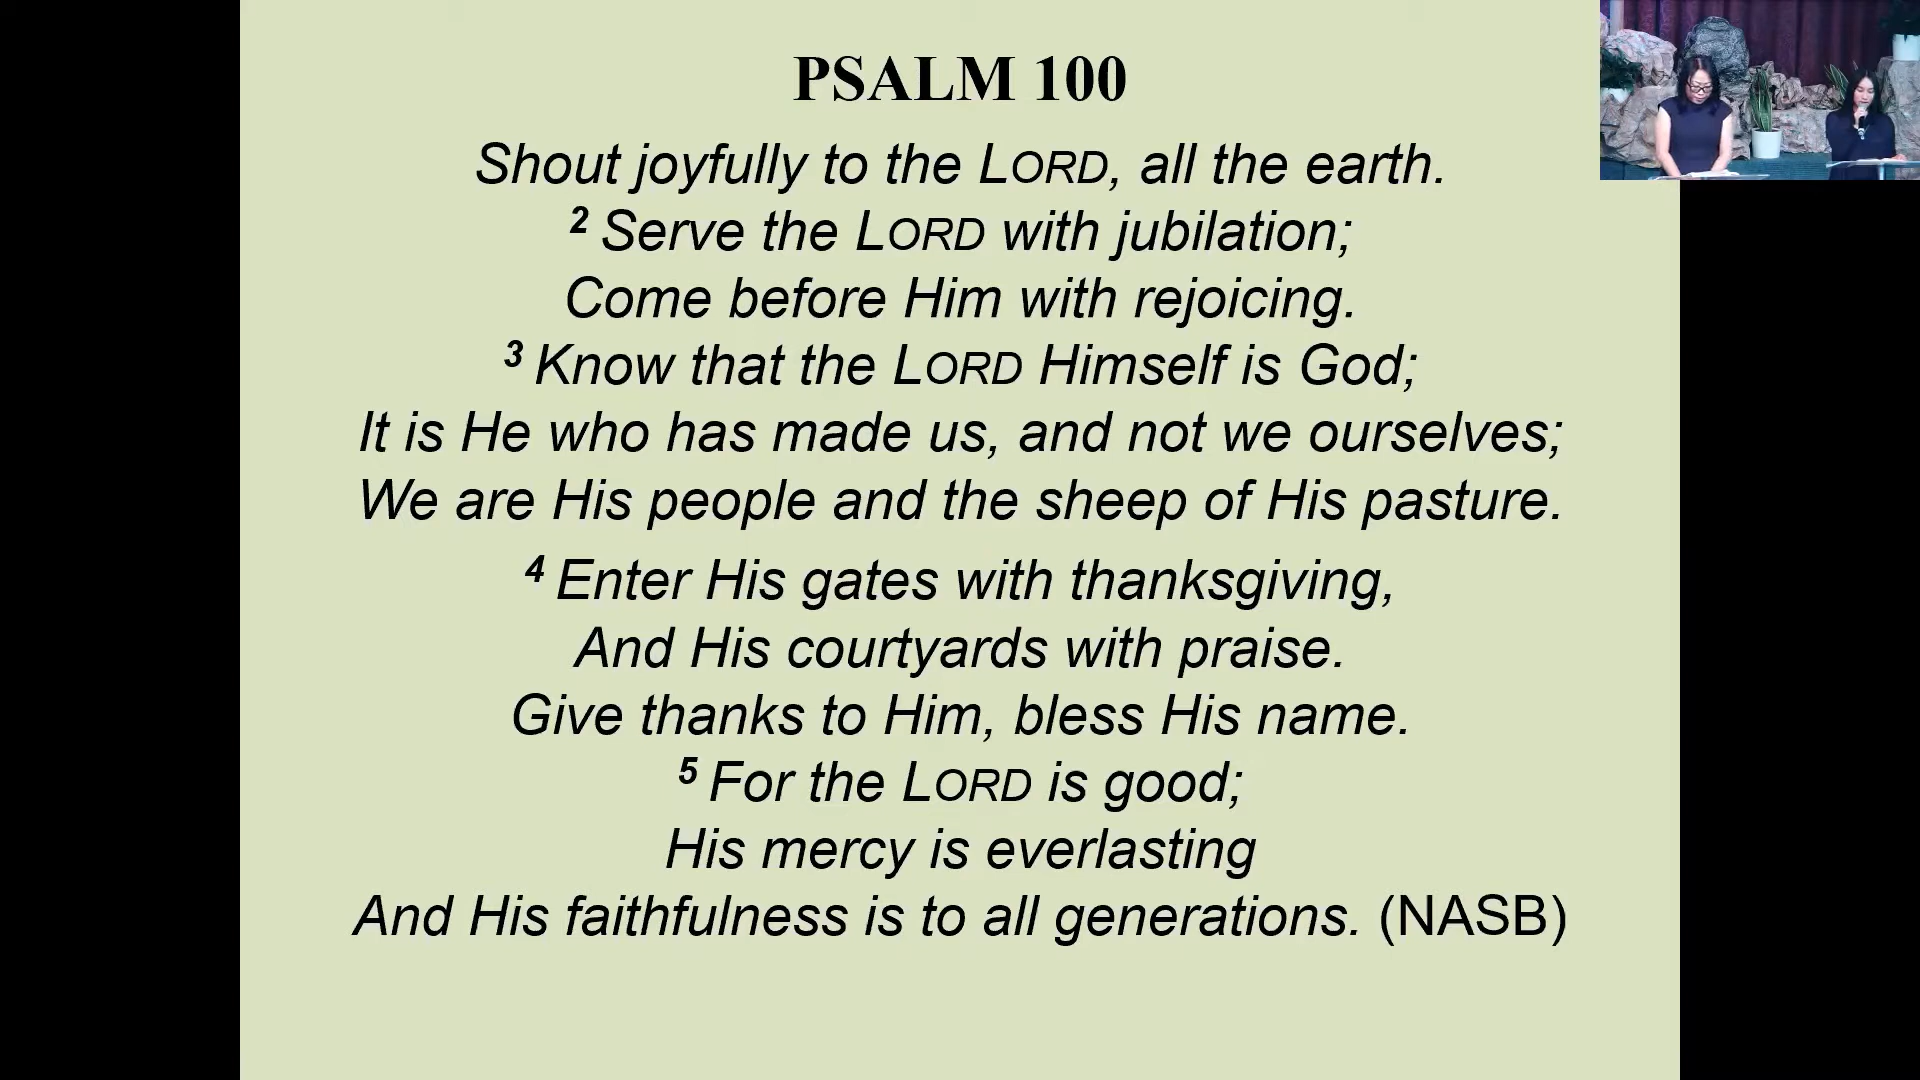 PSALM 100
Shout joyfully to the LORD, all the earth.
2 Serve the LORD with jubilation;
Come before Him with rejoicing.
3 Know that the LORD Himself is God;
It is He who has made us, and not we ourselves;
We are His people and the sheep of His pasture.
4 Enter His gates with thanksgiving,
And His courtyards with praise.
Give thanks to Him, bless His name.
5 For the LORD is good;
His mercy is everlasting
And His faithfulness is to all generations. (NASB)